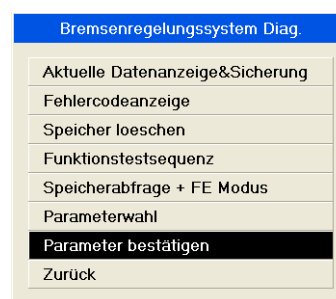 Bremsenregelungssystem Diag.
Aktuelle Datenanzeige&Sicherung
Fehlercodeanzeige
Speicher loeschen
Funktionstestsequenz
Speicherabfrage + FE Modus
Parameterwahl
Parameter bestätigen
Zurück